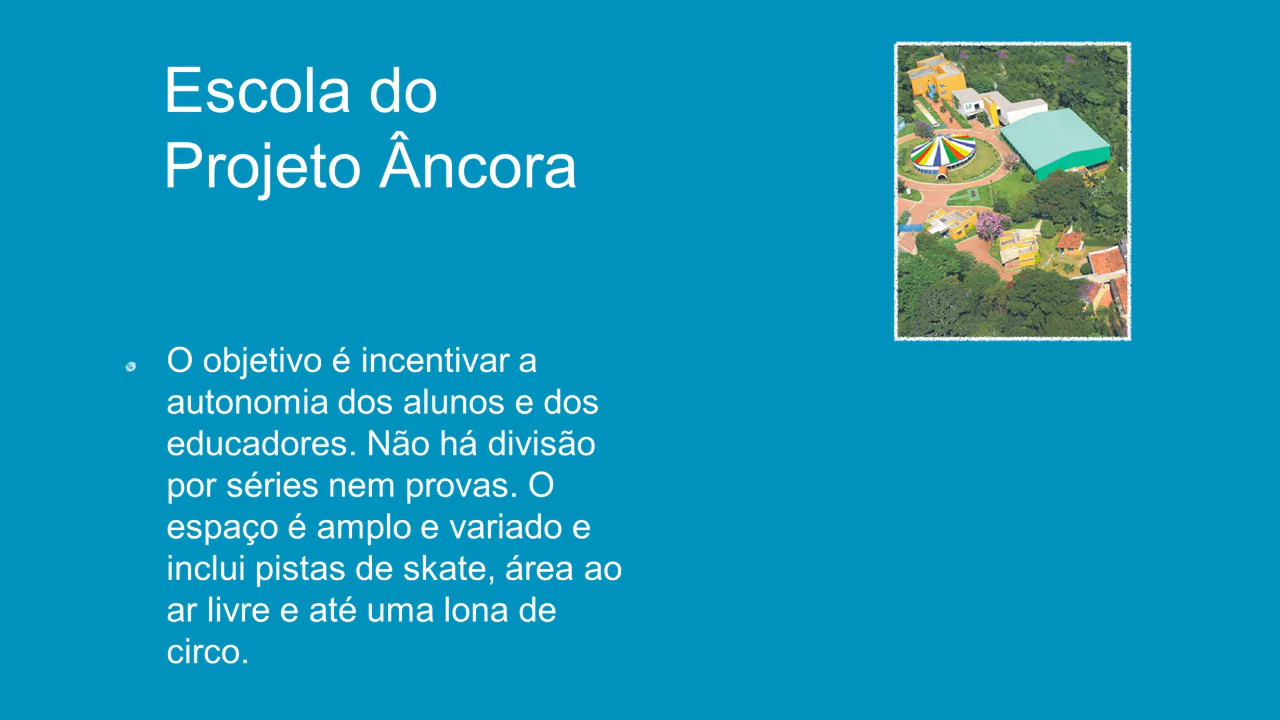 Escola do
Projeto Âncora
O objetivo é incentivar a
autonomia dos alunos e dos
educadores. Não há divisão
por séries nem provas. O
espaço é amplo e variado e
inclui pistas de skate, área ao
ar livre e até uma lona de
circo.